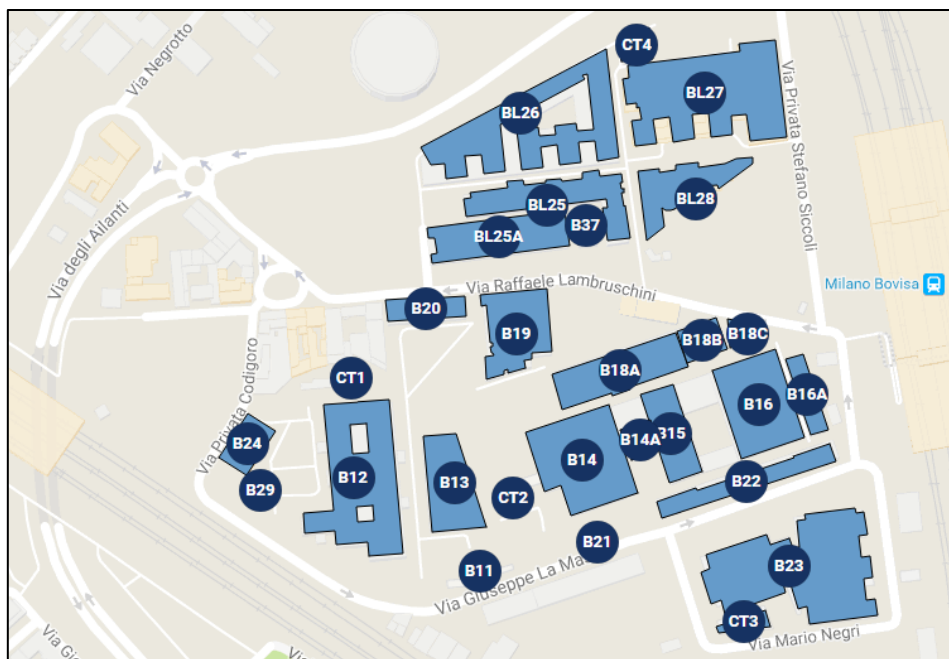 CT4
Via Negrotto
BL27
BL26
Via Privata Stefano Siccoli
BL28
BL25
B37
BL25A
Via degli Ailanti
Via Raffaele Lambruschini
Milano Bovisa
B20
B19
B18B
B18C
B18A
CT1
B16A
B16
Via Privata Codigoro
B24
B14A
B15
B14
B12
B13
B22
B29
CT2
B21
B11
Via Giuseppe La Ma
B23
CT3
Via Mario Negri